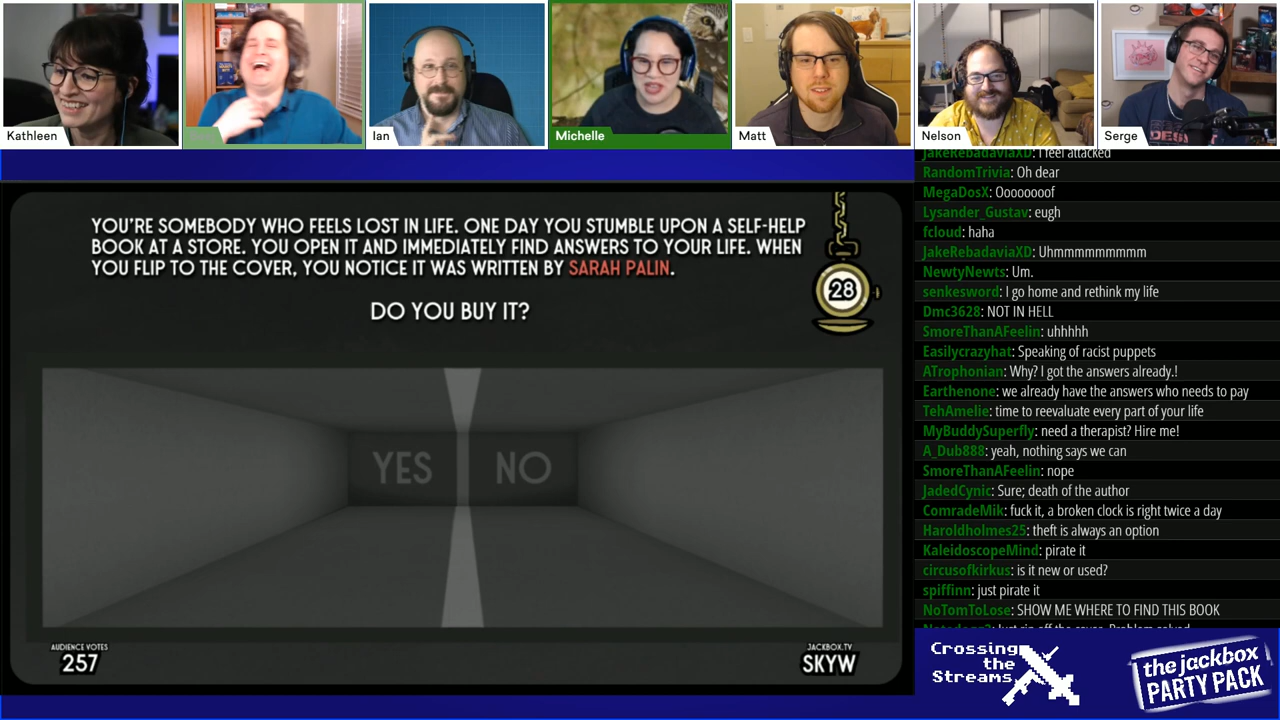 Kathleen
Ian
Michelle
Matt
Nelson
Serge
YOU'RE SOMEBODY WHO FEELS LOST IN LIFE. ONE DAY YOU STUMBLE UPON A SELF-HELP
BOOK AT A STORE. YOU OPEN IT AND IMMEDIATELY FIND ANSWERS TO YOUR LIFE. WHEN
YOU FLIP TO THE COVER, YOU NOTICE IT WAS WRITTEN BY SARAH PALIN.
DO YOU BUY IT?
28
YES
NO
AUDIENCE VOTES
257
JACKBOX.TV
SKYW
JakeRebadaviaXD: I feel attacked
RandomTrivia: Oh dear
MegaDosX: Ooooooof
Lysander_Gustav: eugh
fcloud: haha
JakeRebadaviaXD: Uhmmmmmmmmm
NewtyNewts: Um.
senkesword: I go home and rethink my life
Dmc3628: NOT IN HELL
SmoreThanAFeelin: uhhhhh
Easilycrazyhat: Speaking of racist puppets
ATrophonian: Why? I got the answers already.!
Earthenone: we already have the answers who needs to pay
TehAmelie: time to reevaluate every part of your life
MyBuddySuperfly: need a therapist? Hire me!
A_Dub888: yeah, nothing says we can
SmoreThanAFeelin: nope
JadedCynic: Sure; death of the author
ComradeMik: fuck it, a broken clock is right twice a day
Haroldholmes25: theft is always an option
KaleidoscopeMind: pirate it
circusofkirkus: is it new or used?
spiffinn: just pirate it
NoTomToLose: SHOW ME WHERE TO FIND THIS BOOK
Crossing
the
Streams
the jackbox
PARTY PACK